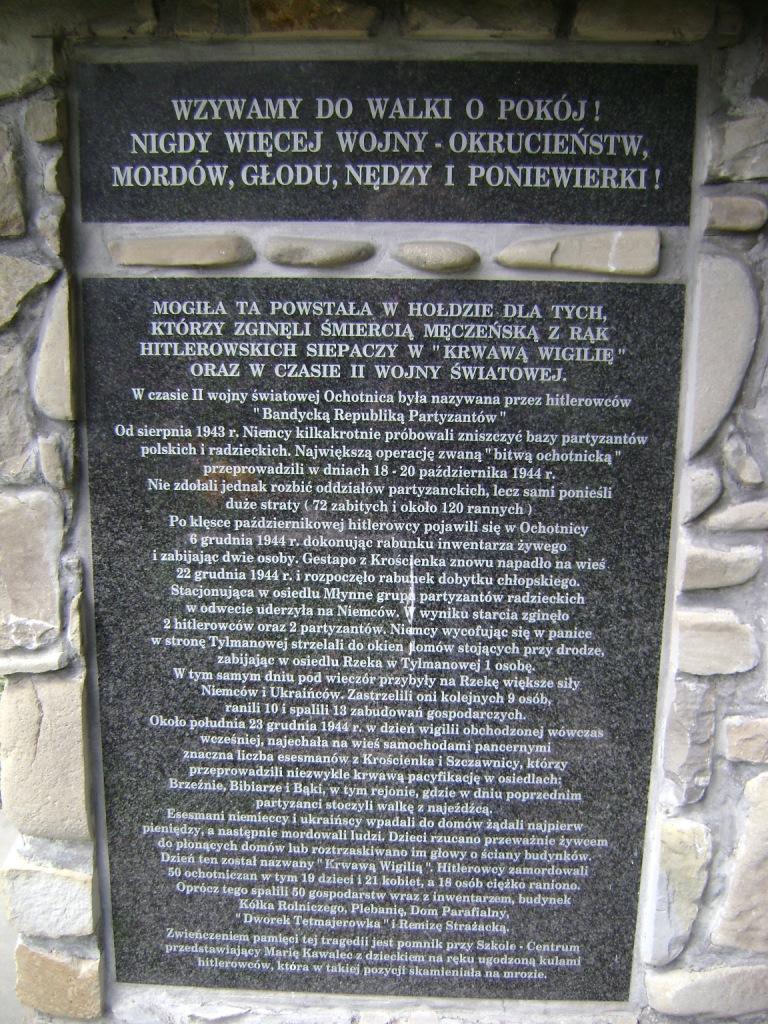 WZYWAMY DO WALKI O POKÓJ !
NIGDY WIĘCEJ WOJNY - OKRUCIEŃSTW,
MORDÓW, GŁODU, NĘDZY I PONIEWIERKI !
MOGIŁA TA POWSTAŁA W HOŁDZIE DLA TYCH,
KTÓRZY ZGINĘLI ŚMIERCIĄ MĘCZEŃSKĄ Z RĄK
HITLEROWSKICH SIEPACZY W " KRWAWĄ WIGILIĘ "
ORAZ W CZASIE II WOJNY ŚWIATOWEJ.
W czasie II wojny światowej Ochotnica była nazywana przez hitlerowców
" Bandycką Republiką Partyzantów "
Od sierpnia 1943 r. Niemcy kilkakrotnie próbowali zniszczyć bazy partyzantów
polskich i radzieckich. Największą operację zwaną " bitwą ochotnicką "
przeprowadzili w dniach 18 - 20 października 1944 r.
Nie zdołali jednak rozbić oddziałów partyzanckich, lecz sami ponieśli
duże straty ( 72 zabitych i około 120 rannych )
Po klęsce październikowej hitlerowcy pojawili się w Ochotnicy
6 grudnia 1944 r. dokonując rabunku inwentarza żywego
i zabijając dwie osoby. Gestapo z Krościenka znowu napadło na wieś
22 grudnia 1944 r. i rozpoczęło rabunek dobytku chłopskiego.
Stacjonująca w osiedlu Młynne grupa partyzantów radzieckich
w odwecie uderzyła na Niemców. W wyniku starcia zginęło
2 hitlerowców oraz 2 partyzantów. Niemcy wycofując się w panice
w stronę Tylmanowej strzelali do okien domów stojących przy drodze,
zabijając w osiedlu Rzeka w Tylmanowej 1 osobę.
W tym samym dniu pod wieczór przybyły na Rzekę większe siły
Niemców i Ukraińców. Zastrzelili oni kolejnych 9 osób,
ranili 10 i spalili 13 zabudowań gospodarczych.
Około południa 23 grudnia 1944 r. w dzień wigilii obchodzonej wówczas
wcześniej, najechała na wieś samochodami pancernymi
znaczna liczba esesmanów z Krościenka i Szczawnicy, którzy
przeprowadzili niezwykle krwawą pacyfikację w osiedlach;
Brzeźnie, Bibiarze i Bąki, w tym rejonie, gdzie w dniu poprzednim
partyzanci stoczyli walkę z najeźdźcą.
Esesmani niemieccy i ukraińscy wpadali do domów żądali najpierw
pieniędzy, a następnie mordowali ludzi. Dzieci rzucano przeważnie żywcem
do płonących domów lub roztrzaskiwano im głowy o ściany budynków.
Dzień ten został nazwany " Krwawą Wigilią ". Hitlerowcy zamordowali
50 ochotniczan w tym 19 dzieci i 21 kobiet, a 18 osób ciężko raniono.
Oprócz tego spalili 50 gospodarstw wraz z inwentarzem, budynek
Kółka Rolniczego, Plebanię, Dom Parafialny,
" Dworek Tetmajerowka " i Remizę Strażacką.
Zwieńczeniem pamięci tej tragedii jest pomnik przy Szkole - Centrum
przedstawiający Marię Kawalec z dzieckiem na ręku ugodzoną kulami
hitlerowców, która w takiej pozycji skamieniała na mrozie.